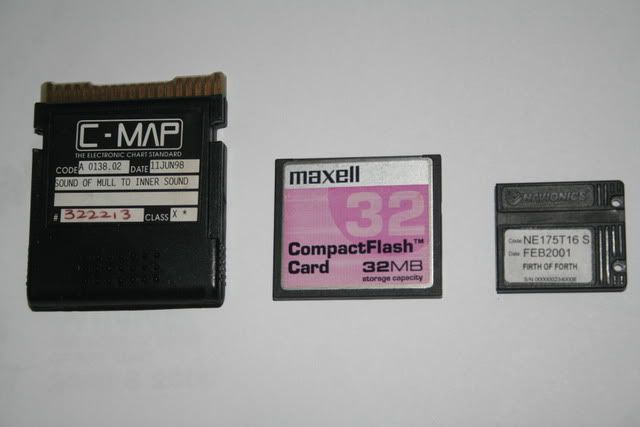 C-MAP
THE ELECTRONIC CHART STANDARD
CODE A 0138.02 DATE 11JUN98
SOUND OF MULL TO INNER SOUND
# 322213 CLASS X *
maxell
32
CompactFlash™
Card 32MB
storage capacity
NAVIONICS
Code NE175T16 S
Date FEB2001
FIRTH OF FORTH